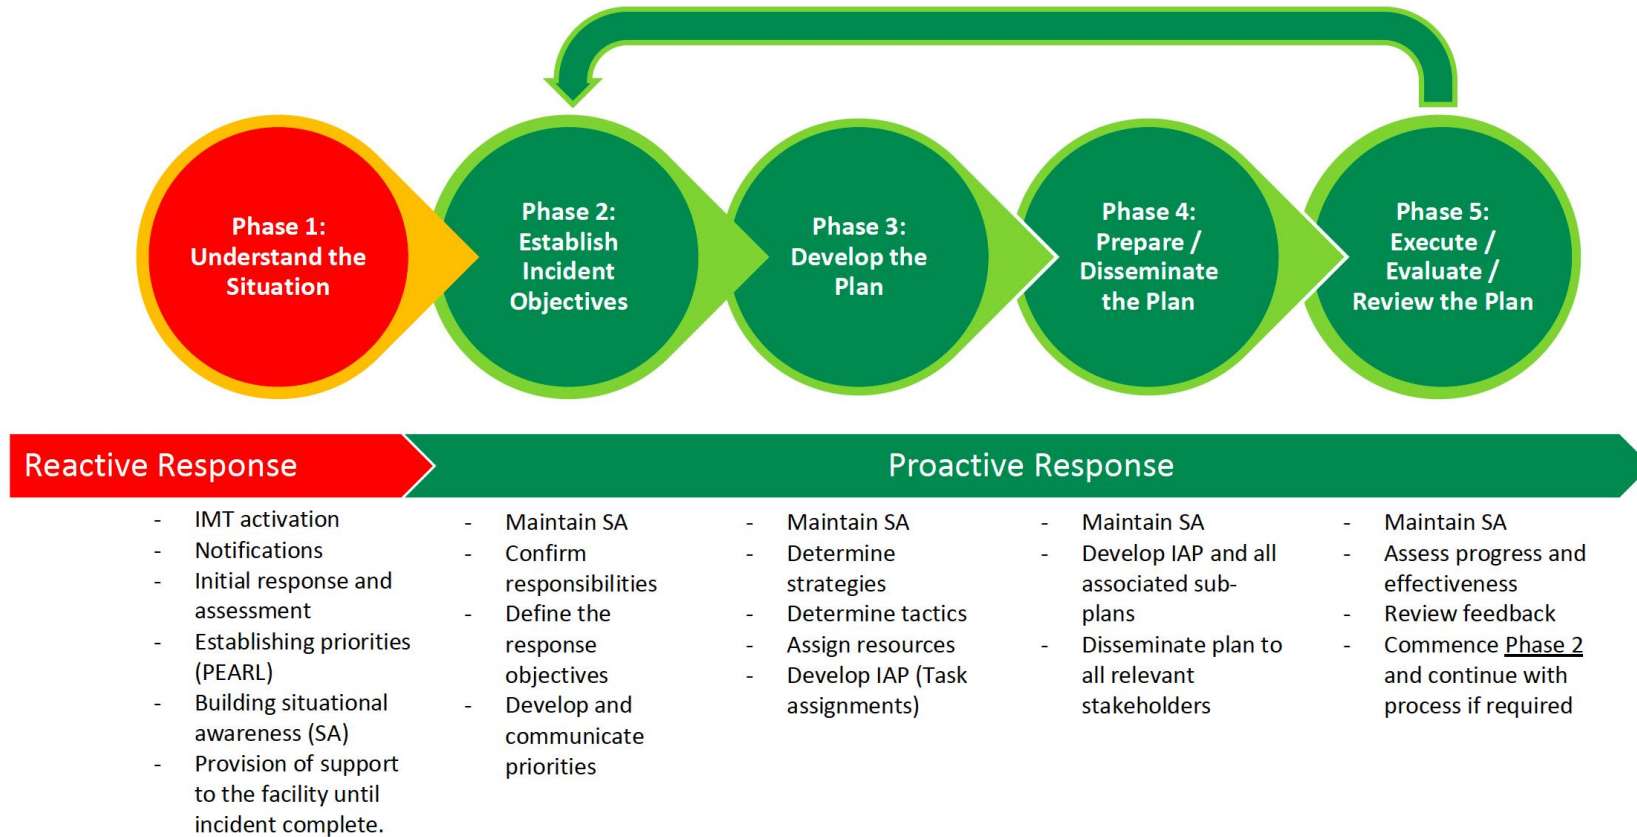 Phase 1:
Understand the
Situation
Phase 2:
Establish
Incident
Objectives
Phase 3:
Develop the
Plan
Phase 4:
Prepare /
Disseminate
the Plan
Phase 5:
Execute /
Evaluate /
Review the Plan
Reactive Response
Proactive Response
- IMT activation
- Notifications
- Initial response and
assessment
- Establishing priorities
(PEARL)
- Building situational
awareness (SA)
- Provision of support
to the facility until
incident complete.
- Maintain SA
- Confirm
responsibilities
- Define the
response
objectives
- Develop and
communicate
priorities
- Maintain SA
- Determine
strategies
- Determine tactics
- Assign resources
- Develop IAP (Task
assignments)
- Maintain SA
- Develop IAP and all
associated sub-
plans
- Disseminate plan to
all relevant
stakeholders
- Maintain SA
- Assess progress and
effectiveness
- Review feedback
- Commence Phase 2
and continue with
process if required